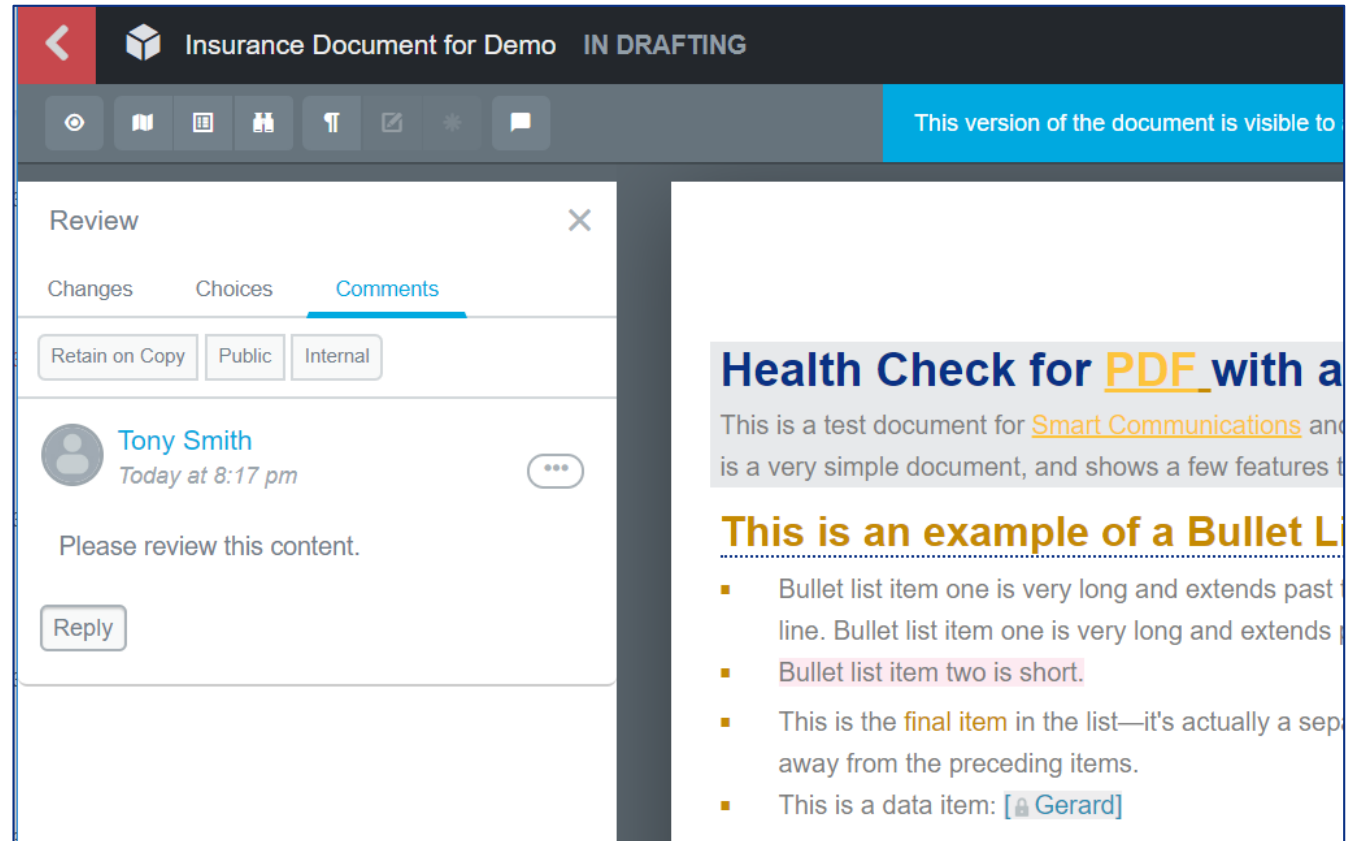 Insurance Document for Demo IN DRAFTING
This version of the document is visible to
Review
Changes Choices Comments
Retain on Copy Public Internal
Tony Smith
Today at 8:17 pm
Please review this content.
Reply
Health Check for PDF with a
This is a test document for Smart Communications and
is a very simple document, and shows a few features
This is an example of a Bullet
Bullet list item one is very long and extends past
line. Bullet list item one is very long and extends
Bullet list item two is short.
This is the final item in the list—it's actually a
away from the preceding items.
This is a data item: [Gerard]